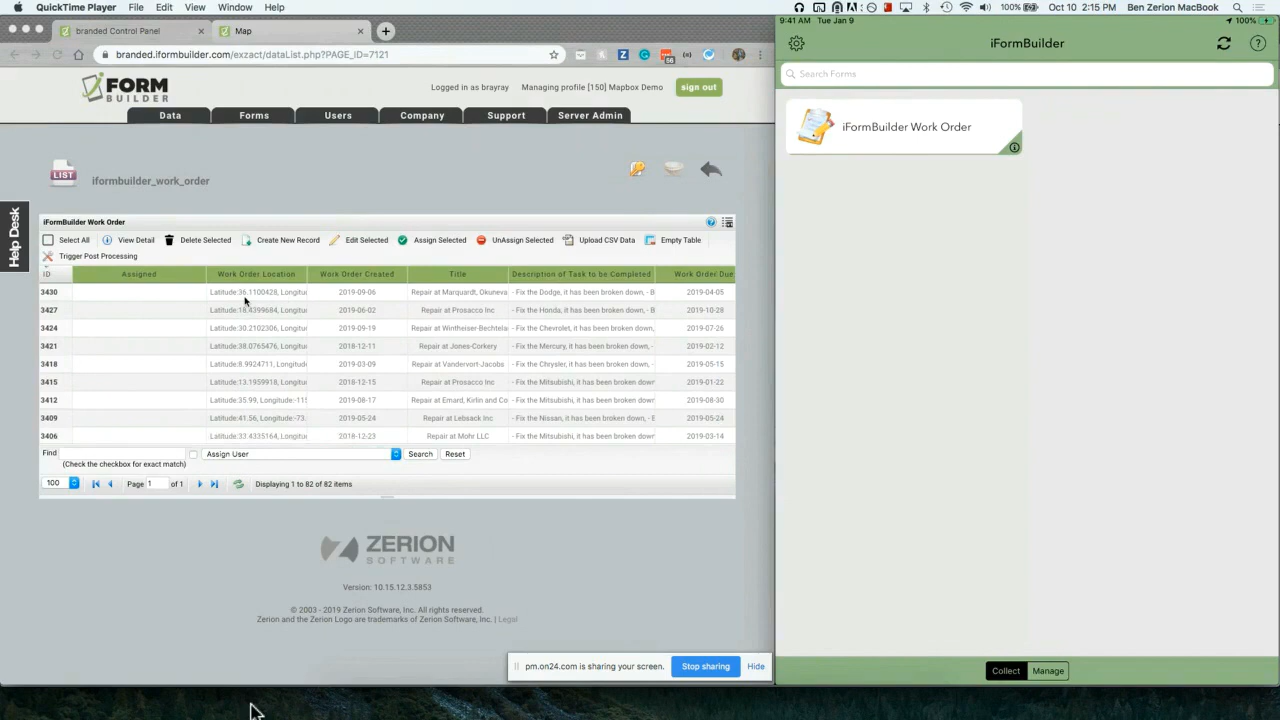 QuickTime Player File Edit View Window Help
100% Oct 10 2:15 PM Ben Zerion MacBook
branded Control Panel
Map
branded.iformbuilder.com/exzact/dataList.php?PAGE_ID=7121
FORM BUILDER
Logged in as brayray
Managing profile [150] Mapbox Demo
sign out
Data Forms Users Company Support Server Admin
LIST
iformbuilder_work_order
Help Desk
iFormBuilder Work Order
Select All View Detail Delete Selected Create New Record Edit Selected Assign Selected UnAssign Selected Upload CSV Data Empty Table
Trigger Post Processing
ID Assigned Work Order Location Work Order Created Title Description of Task to be Completed Work Order Due
3430 Latitude:36.1100428, Longitu 2019-09-06 Repair at Marquardt, Okuneva - Fix the Dodge, it has been broken down, - B 2019-04-05
3427 Latitude:18.4399684, Longitu 2019-06-02 Repair at Prosacco Inc - Fix the Honda, it has been broken down, - 2019-10-28
3424 Latitude:30.2102306, Longitu 2019-09-19 Repair at Wintheiser-Bechtela - Fix the Chevrolet, it has been broken down, 2019-07-26
3421 Latitude:38.0765476, Longitu 2018-12-11 Repair at Jones-Corkery - Fix the Mercury, it has been broken down, - 2019-02-12
3418 Latitude:8.9924711, Longitud 2019-03-09 Repair at Vandervort-Jacobs - Fix the Chrysler, it has been broken down, - 2019-05-15
3415 Latitude:13.1959918, Longitu 2018-12-15 Repair at Prosacco Inc - Fix the Mitsubishi, it has been broken down 2019-01-22
3412 Latitude:35.99, Longitude:-115 2019-08-17 Repair at Emard, Kirlin and Co - Fix the Mitsubishi, it has been broken down 2019-08-30
3409 Latitude:41.56, Longitude:-73. 2019-05-24 Repair at Lebsack Inc - Fix the Nissan, it has been broken down, - E 2019-05-24
3406 Latitude:33.4335164, Longitu 2018-12-23 Repair at Mohr LLC - Fix the Mitsubishi, it has been broken down 2019-03-14
Find Assign User Search Reset
(Check the checkbox for exact match)
100 Page 1 of 1 Displaying 1 to 82 of 82 items
ZERION SOFTWARE
Version: 10.15.12.3.5853
© 2003 - 2019 Zerion Software, Inc. All rights reserved.
Zerion and the Zerion Logo are trademarks of Zerion Software, Inc. | Legal
pm.on24.com is sharing your screen. Stop sharing Hide
9:41 AM Tue Jan 9
100%
iFormBuilder
Search Forms
iFormBuilder Work Order
Collect Manage